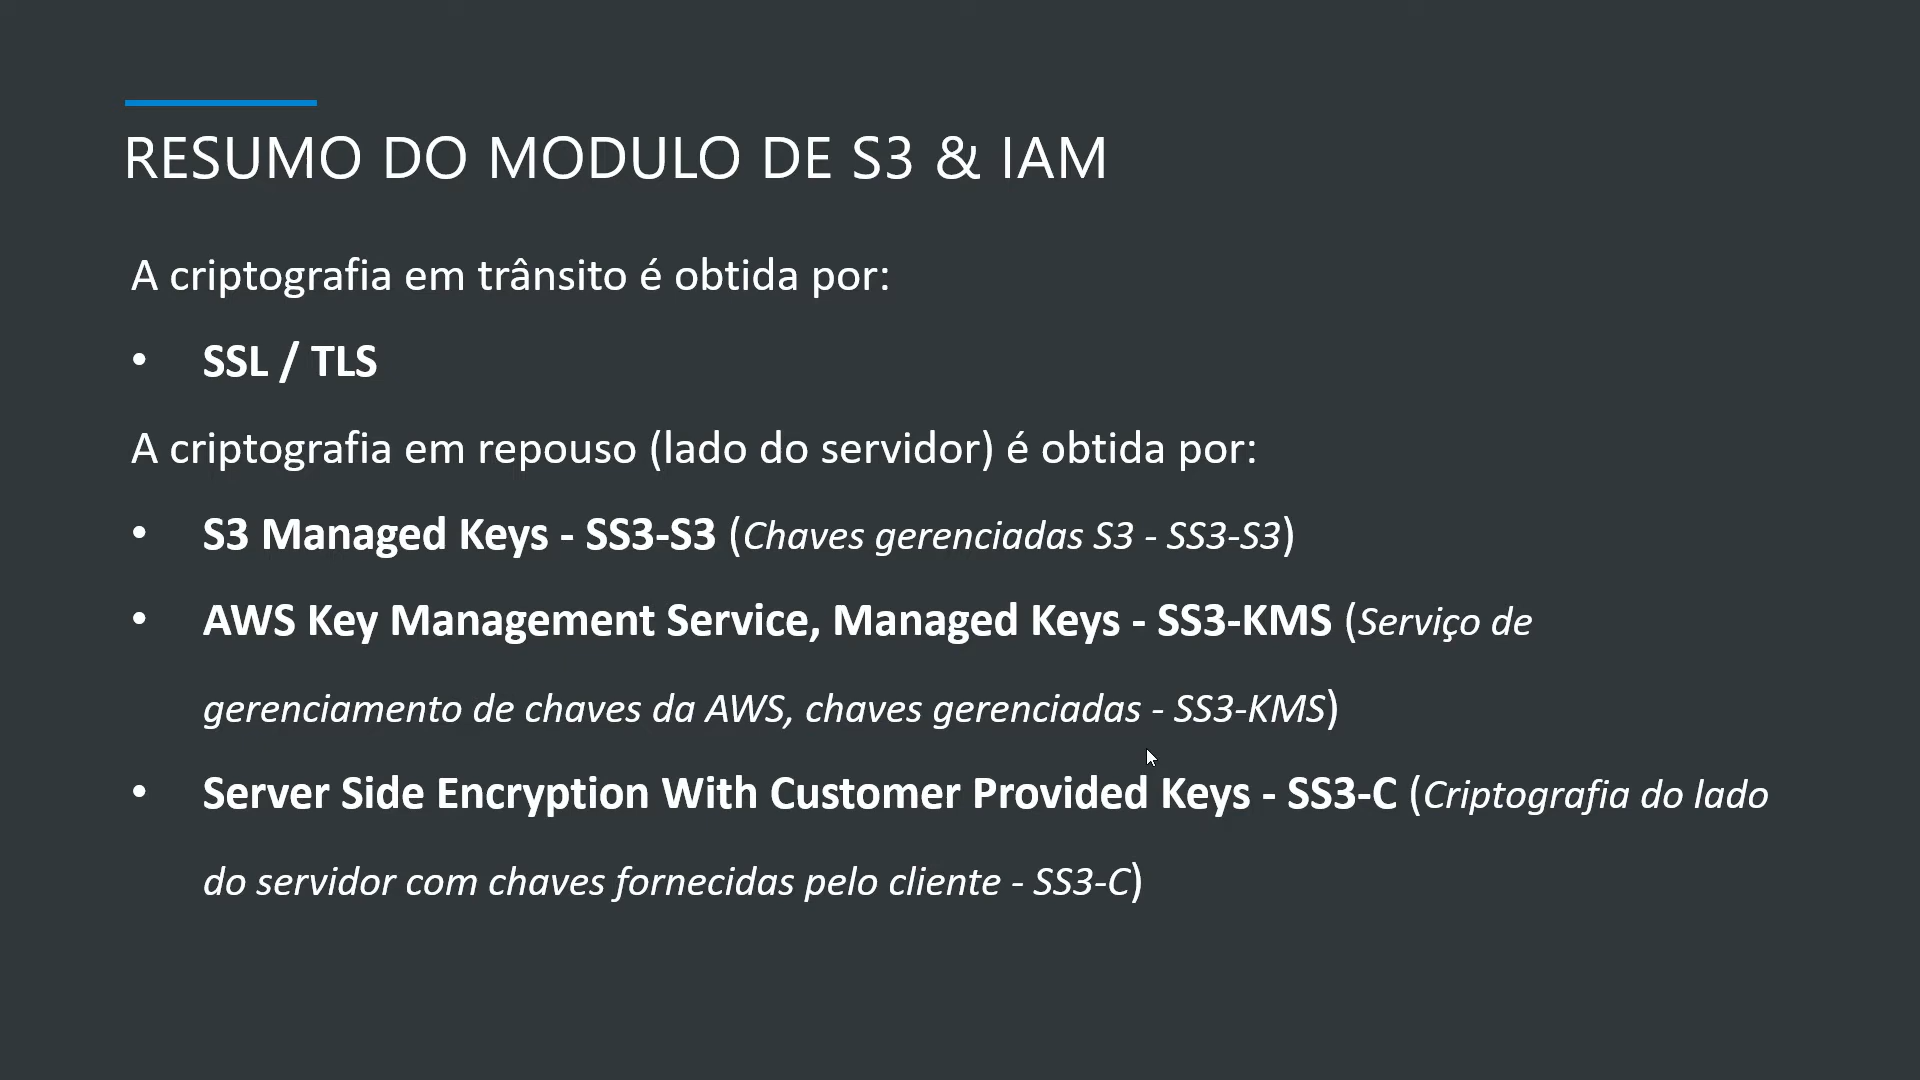 RESUMO DO MODULO DE S3 & IAM
A criptografia em trânsito é obtida por:
• SSL / TLS
A criptografia em repouso (lado do servidor) é obtida por:
• S3 Managed Keys - SS3-S3 (Chaves gerenciadas S3 - SS3-S3)
• AWS Key Management Service, Managed Keys - SS3-KMS (Serviço de
gerenciamento de chaves da AWS, chaves gerenciadas - SS3-KMS)
• Server Side Encryption With Customer Provided Keys - SS3-C (Criptografia do lado
do servidor com chaves fornecidas pelo cliente - SS3-C)